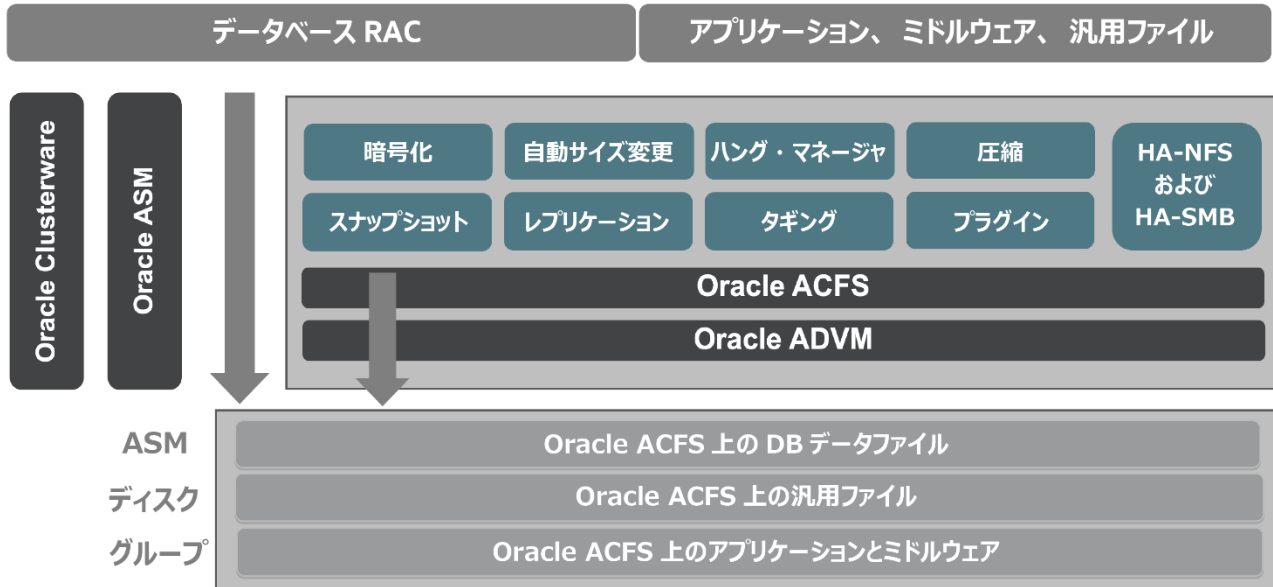 データベース RAC
アプリケーション、ミドルウェア、汎用ファイル
Oracle Clusterware
Oracle ASM
暗号化
自動サイズ変更
ハング・マネージャ
圧縮
HA-NFS
および
HA-SMB
スナップショット
レプリケーション
タギング
プラグイン
Oracle ACFS
Oracle ADVM
ASM
ディスク
グループ
Oracle ACFS 上の DB データファイル
Oracle ACFS 上の汎用ファイル
Oracle ACFS 上のアプリケーションとミドルウェア